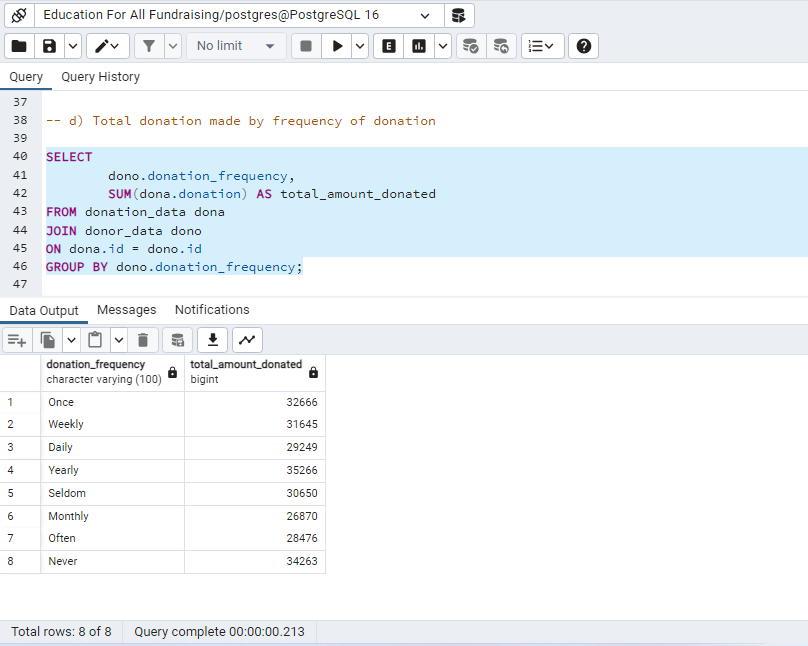 Education For All Fundraising/postgres@PostgreSQL 16
No limit
E
Query Query History
37
38 -- d) Total donation made by frequency of donation
39
40 SELECT
41 dono.donation_frequency,
42 SUM(dona.donation) AS total_amount_donated
43 FROM donation_data dona
44 JOIN donor_data dono
45 ON dona.id = dono.id
46 GROUP BY dono.donation_frequency;
47
Data Output Messages Notifications
donation_frequency total_amount_donated
character varying (100) bigint
1 Once 32666
2 Weekly 31645
3 Daily 29249
4 Yearly 35266
5 Seldom 30650
6 Monthly 26870
7 Often 28476
8 Never 34263
Total rows: 8 of 8 Query complete 00:00:00.213